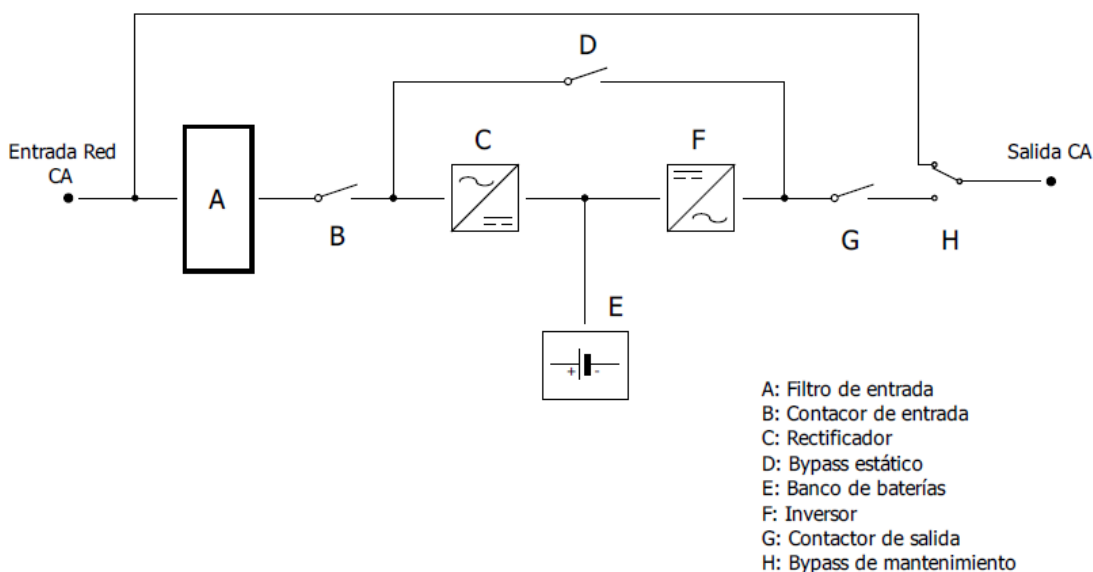 D
C
F
Entrada Red
CA
Salida CA
A
B
G
H
E
+ -
A: Filtro de entrada
B: Contacor de entrada
C: Rectificador
D: Bypass estático
E: Banco de baterías
F: Inversor
G: Contactor de salida
H: Bypass de mantenimiento